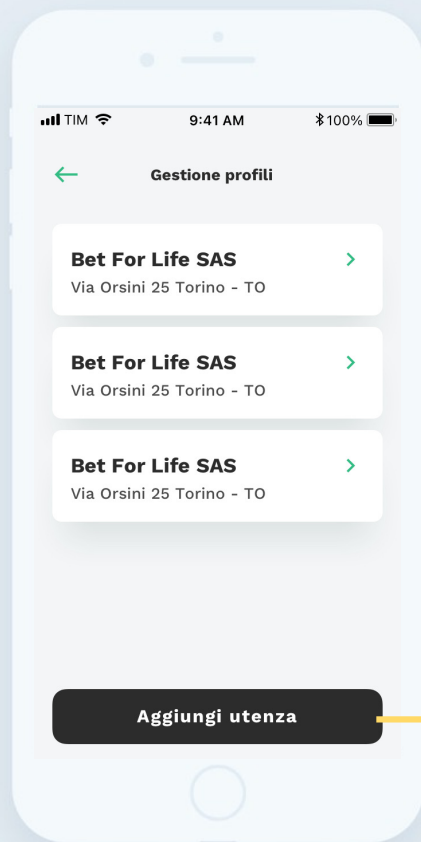 TIM 9:41 AM 100%
Gestione profili
Bet For Life SAS
Via Orsini 25 Torino - TO
Bet For Life SAS
Via Orsini 25 Torino - TO
Bet For Life SAS
Via Orsini 25 Torino - TO
Aggiungi utenza